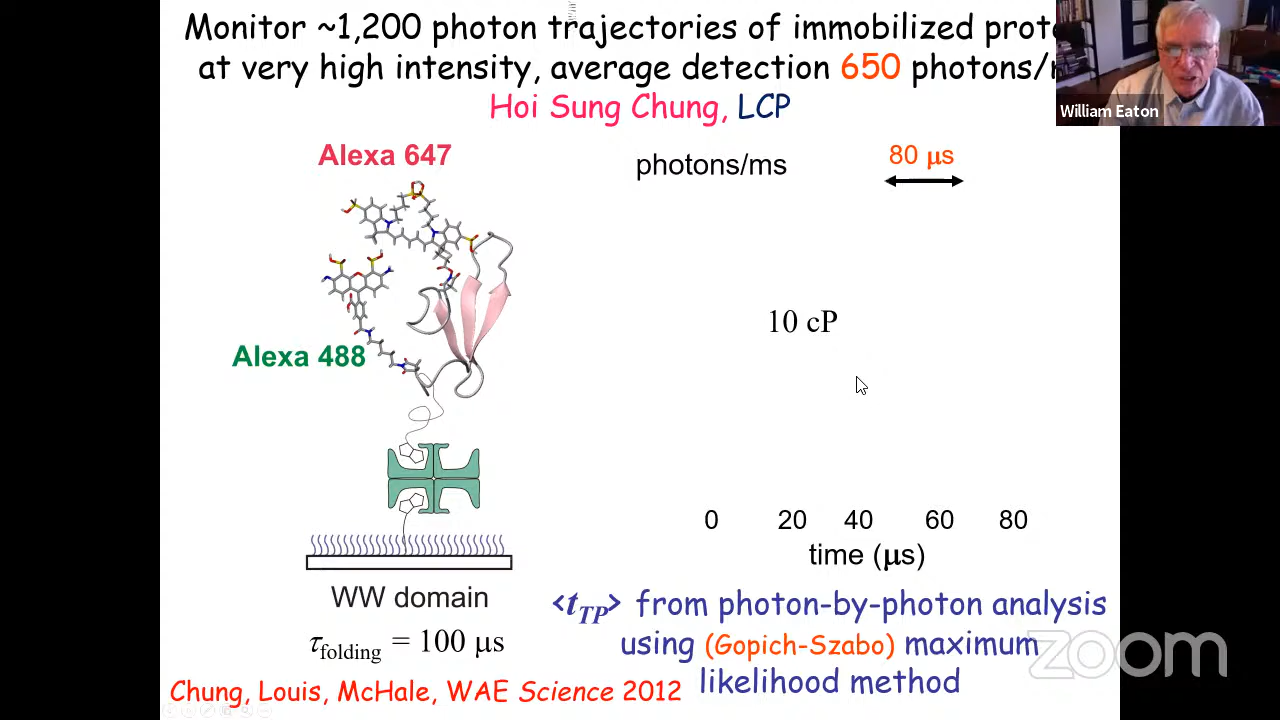 Monitor ~1,200 photon trajectories of immobilized prote
at very high intensity, average detection 650 photons/
Hoi Sung Chung, LCP
William Eaton
Alexa 647
photons/ms
80 μs
10 cP
Alexa 488
0 20 40 60 80
time (μs)
WW domain
τfolding = 100 μs
<tTP> from photon-by-photon analysis
using (Gopich-Szabo) maximum
likelihood method
zoom
Chung, Louis, McHale, WAE Science 2012